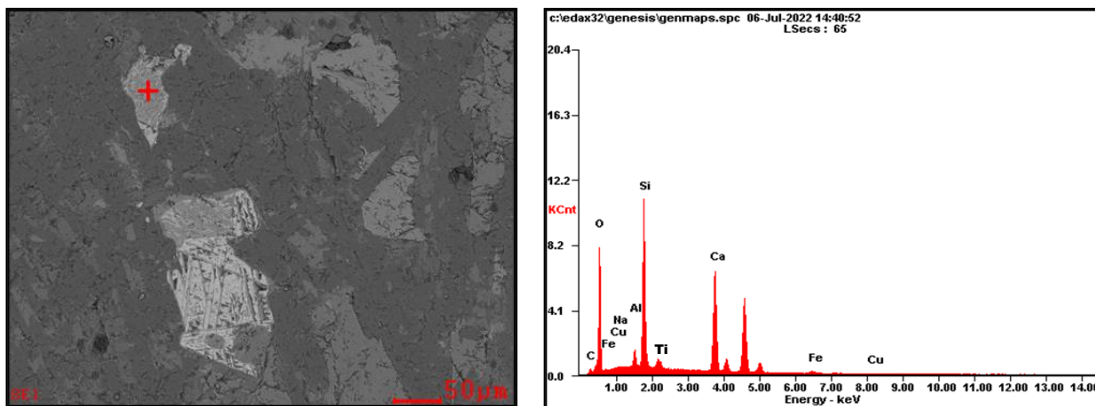 50µm
c:\edax32\genesis\genmaps.spc 06-Jul-2022 14:40:52
LSecs : 65
20.4
16.3
12.2
8.2
4.1
0.0
KCnt
C
O
Fe
Cu
Na
Al
Si
Ti
Ca
Fe
Cu
1.00 2.00 3.00 4.00 5.00 6.00 7.00 8.00 9.00 10.00 11.00 12.00 13.00 14.00
Energy - keV